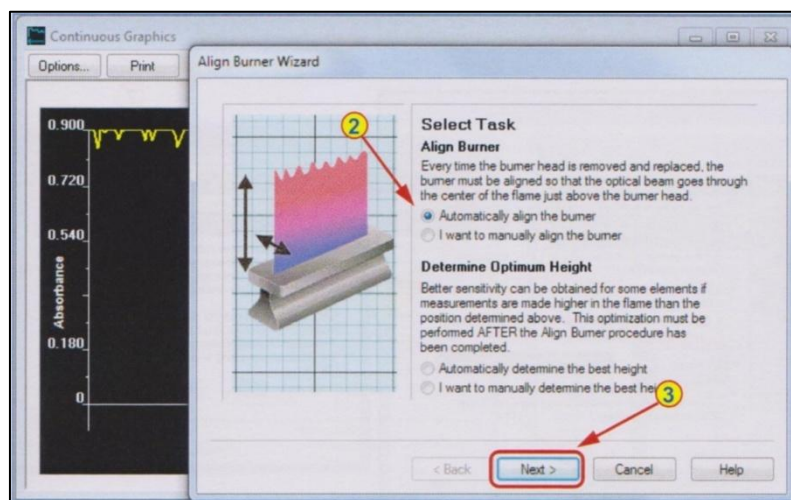 Continuous Graphics
Options...
Print
0.900
0.720
0.540
0.180
0
Absorbance
Align Burner Wizard
2
Select Task
Align Burner
Every time the burner head is removed and replaced, the
burner must be aligned so that the optical beam goes through
the center of the flame just above the burner head.
Automatically align the burner
I want to manually align the burner
Determine Optimum Height
Better sensitivity can be obtained for some elements if
measurements are made higher in the flame than the
position determined above. This optimization must be
performed AFTER the Align Burner procedure has
been completed.
Automatically determine the best height
I want to manually determine the best
3
< Back
Next >
Cancel
Help